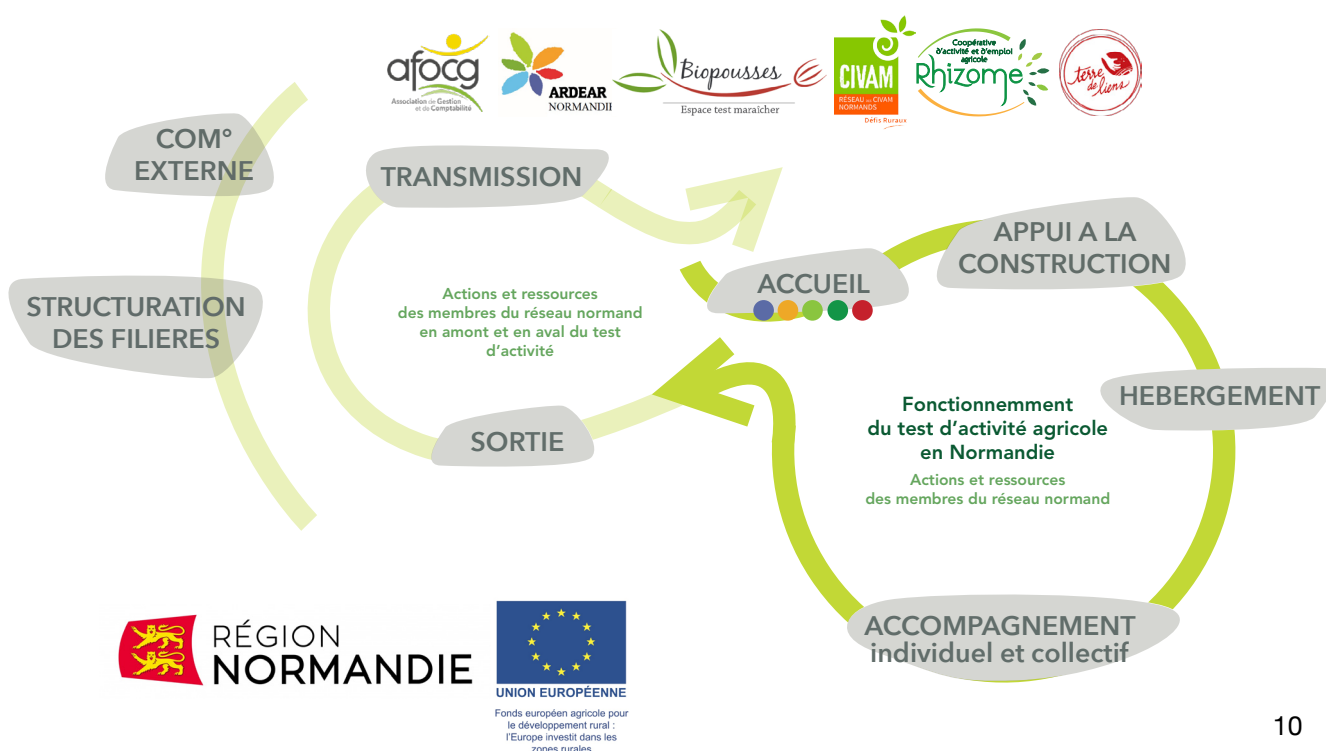 afocg
Association de Gestion
et de Comptabilité
ARDEAR
NORMANDIE
Biopousses
Espace test maraîcher
CIVAM
RÉSEAU DES CIVAM
NORMANDS
Défis Ruraux
Coopérative
d'activité et d'emploi
agricole
Rhizome
terre
de liens
COM°
EXTERNE
TRANSMISSION
STRUCTURATION
DES FILIERES
Actions et ressources
des membres du réseau normand
en amont et en aval du test
d'activité
SORTIE
ACCUEIL
APPUI A LA
CONSTRUCTION
HEBERGEMENT
Fonctionnemment
du test d'activité agricole
en Normandie
Actions et ressources
des membres du réseau normand
ACCOMPAGNEMENT
individuel et collectif
RÉGION
NORMANDIE
UNION EUROPÉENNE
Fonds européen agricole pour
le développement rural :
l'Europe investit dans les
zones rurales
10